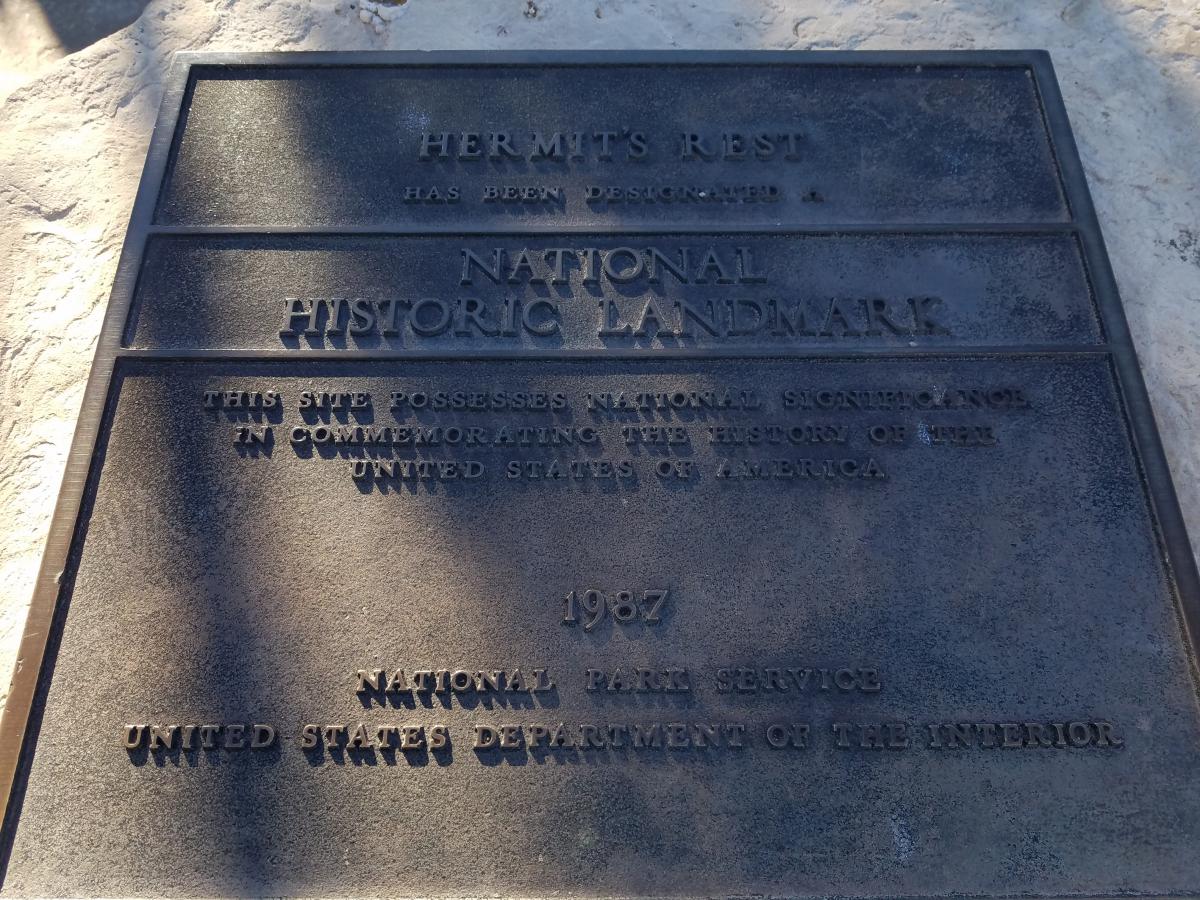 HERMIT'S REST
HAS BEEN DESIGNATED A
NATIONAL
HISTORIC LANDMARK
THIS SITE POSSESSES NATIONAL SIGNIFICANCE
IN COMMEMORATING THE HISTORY OF THE
UNITED STATES OF AMERICA
1987
NATIONAL PARK SERVICE
UNITED STATES DEPARTMENT OF THE INTERIOR